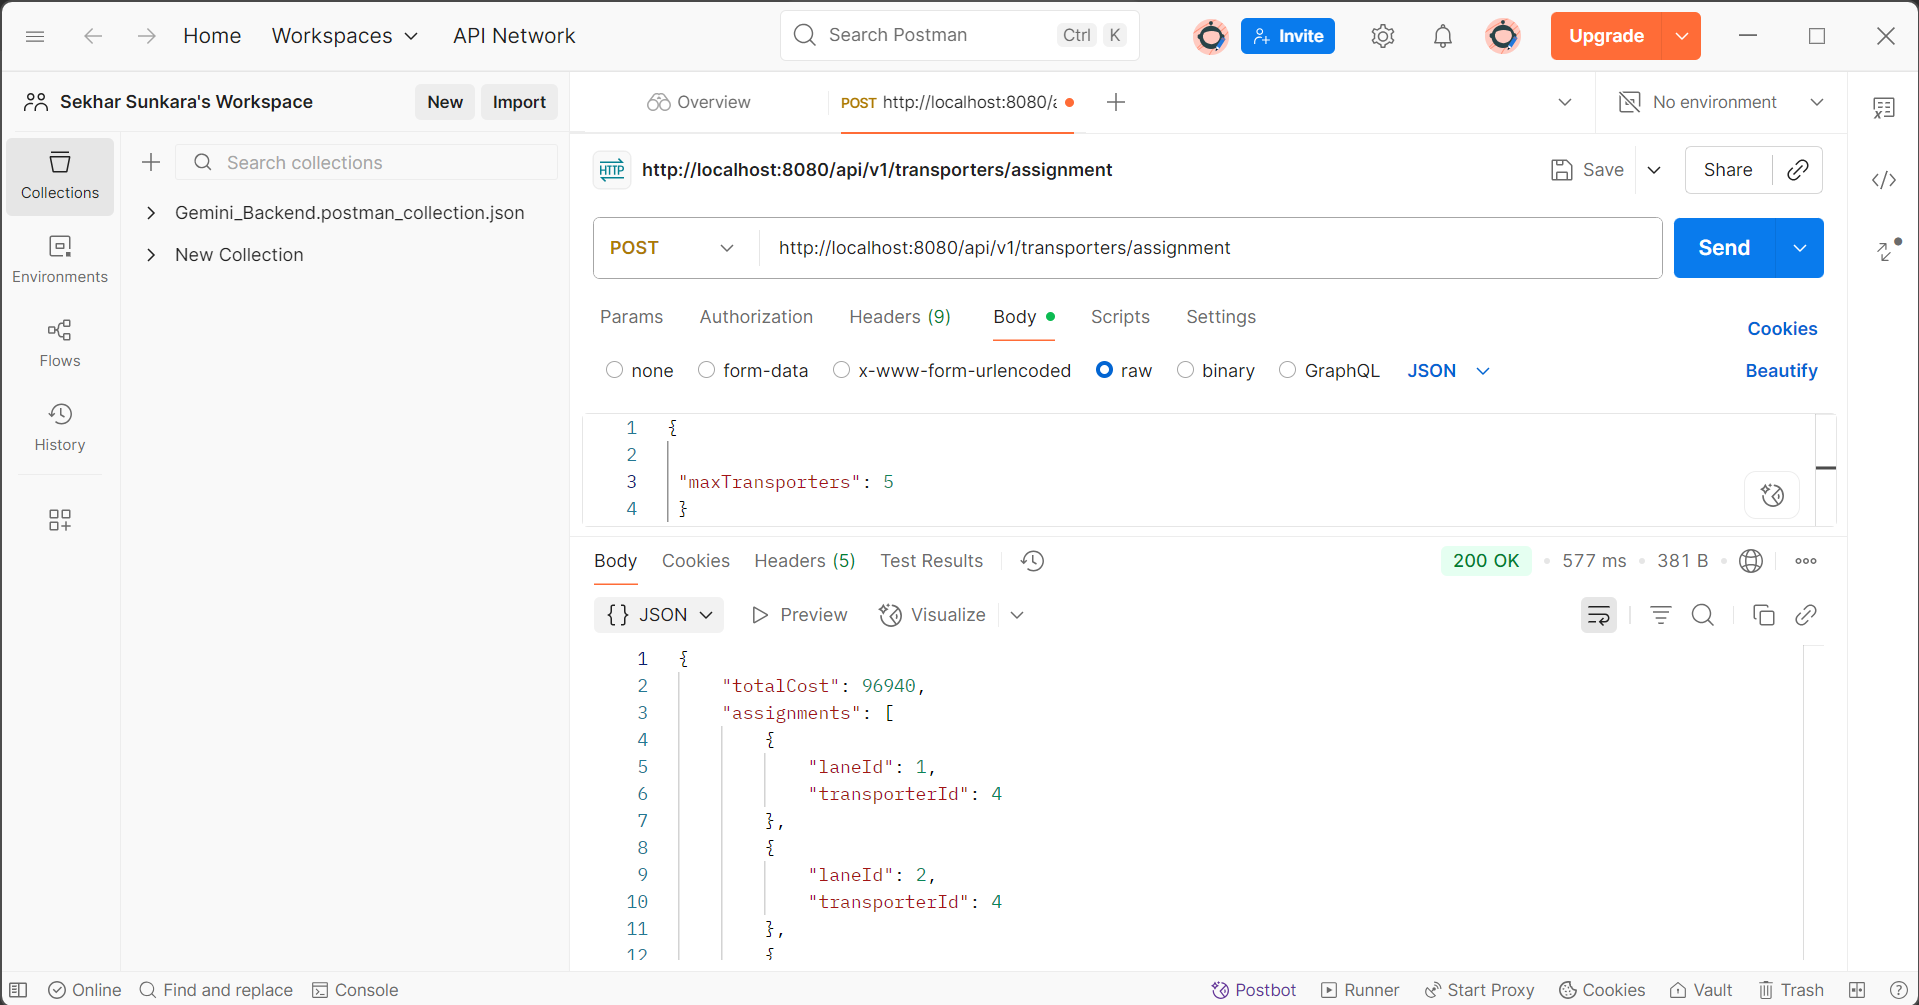 Home Workspaces API Network Search Postman Ctrl K Invite Upgrade
Sekhar Sunkara's Workspace New Import Overview POST http://localhost:8080/a No environment
Collections
Environments
Flows
History
Search collections
Gemini_Backend.postman_collection.json
New Collection
HTTP http://localhost:8080/api/v1/transporters/assignment Save Share
POST http://localhost:8080/api/v1/transporters/assignment Send
Params Authorization Headers (9) Body Scripts Settings Cookies
none form-data x-www-form-urlencoded raw binary GraphQL JSON Beautify
1 {
2
3 "maxTransporters": 5
4 }
Body Cookies Headers (5) Test Results 200 OK 577 ms 381 B
{} JSON Preview Visualize
1 {
2 "totalCost": 96940,
3 "assignments": [
4 {
5 "laneId": 1,
6 "transporterId": 4
7 },
8 {
9 "laneId": 2,
10 "transporterId": 4
11 },
12 {
Online Find and replace Console Postbot Runner Start Proxy Cookies Vault Trash